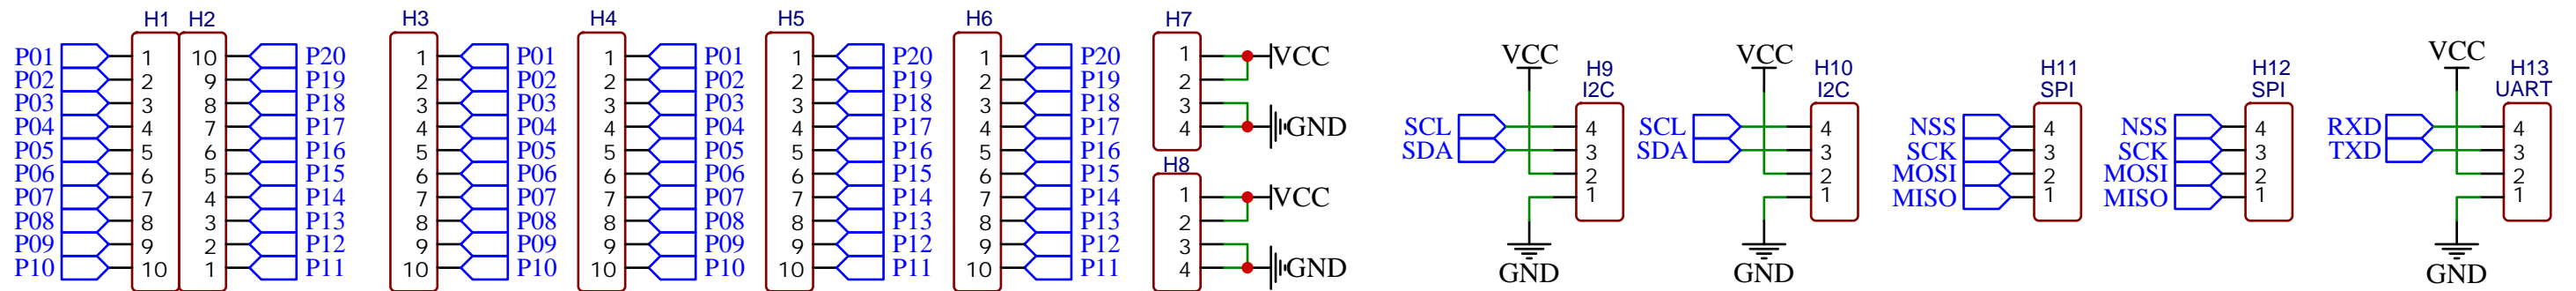 H1 H2 H3 H4 H5 H6 H7
P01 1 10 P20 1 P01 1 P01 1 P20 1 P20 1 VCC
P02 2 9 P19 2 P02 2 P02 2 P19 2 P19 2
P03 3 8 P18 3 P03 3 P03 3 P18 3 P18 3
P04 4 7 P17 4 P04 4 P04 4 P17 4 P17 4 GND
P05 5 6 P16 5 P05 5 P05 5 P16 5 P16
P06 6 5 P15 6 P06 6 P06 6 P15 6 P15
P07 7 4 P14 7 P07 7 P07 7 P14 7 P14
P08 8 3 P13 8 P08 8 P08 8 P13 8 P13
P09 9 2 P12 9 P09 9 P09 9 P12 9 P12
P10 10 1 P11 10 P10 10 P10 10 P11 10 P11
H8
1 VCC
2
3
4 GND
VCC
H9
I2C
SCL 4
SDA 3
2
1
GND
VCC
H10
I2C
SCL 4
SDA 3
2
1
GND
H11
SPI
NSS 4
SCK 3
MOSI 2
MISO 1
H12
SPI
NSS 4
SCK 3
MOSI 2
MISO 1
VCC
H13
UART
RXD 4
TXD 3
2
1
GND